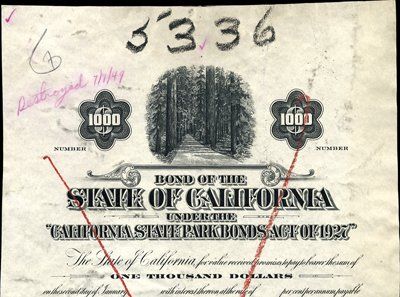 5336
6
Destroyed 7/1/49
1000 1000
NUMBER NUMBER
BOND OF THE
STATE OF CALIFORNIA
UNDER THE
"CALIFORNIA STATE PARK BONDS ACT OF 1927"
The State of California, for value received, promises to pay to bearer the sum of
ONE THOUSAND DOLLARS
on the second day of January with interest thereon at the rate of per cent per annum, payable